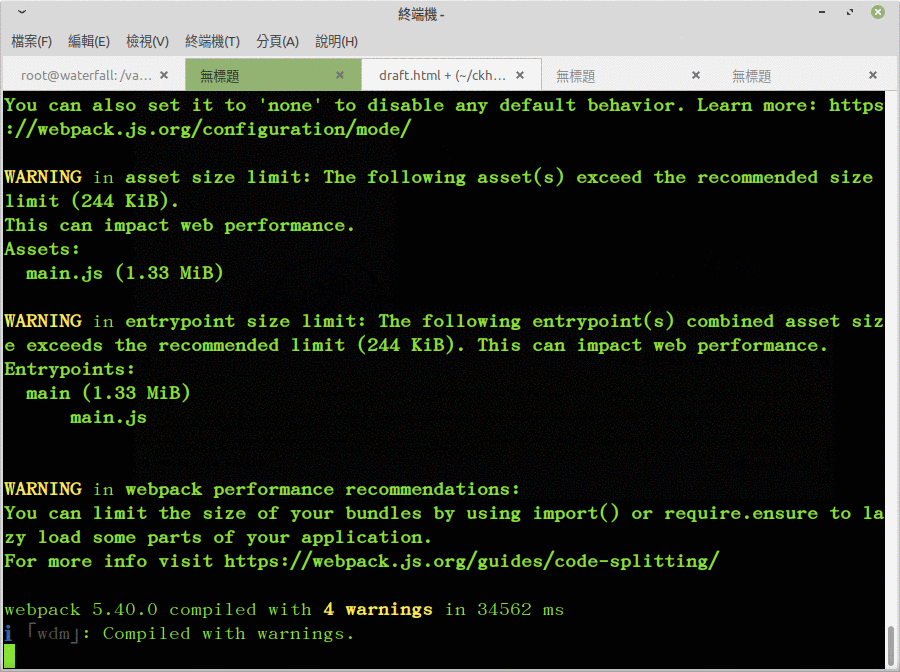 終端機 -
檔案(F) 編輯(E) 檢視(V) 終端機(T) 分頁(A) 說明(H)
root@waterfall: /va... 無標題 draft.html + (~/ckh... 無標題 無標題
You can also set it to 'none' to disable any default behavior. Learn more: https
://webpack.js.org/configuration/mode/
WARNING in asset size limit: The following asset(s) exceed the recommended size
limit (244 KiB).
This can impact web performance.
Assets:
main.js (1.33 MiB)
WARNING in entrypoint size limit: The following entrypoint(s) combined asset siz
e exceeds the recommended limit (244 KiB). This can impact web performance.
Entrypoints:
main (1.33 MiB)
main.js
WARNING in webpack performance recommendations:
You can limit the size of your bundles by using import() or require.ensure to la
zy load some parts of your application.
For more info visit https://webpack.js.org/guides/code-splitting/
webpack 5.40.0 compiled with 4 warnings in 34562 ms
ℹ ｢wdm｣: Compiled with warnings.